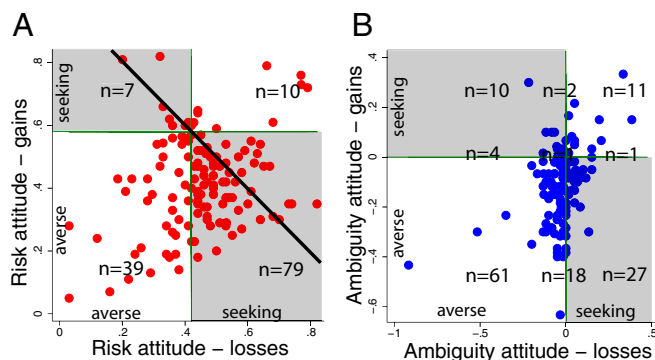 A
Risk attitude – gains
0 .2 .4 .6 .8
seeking
averse
n=7
n=10
n=39
n=79
averse
seeking
0 .2 .4 .6 .8
Risk attitude – losses
B
Ambiguity attitude – gains
-.6 -.4 -.2 0 .2 .4
seeking
averse
n=10
n=2
n=11
n=4
n=1
n=61
n=18
n=27
averse
seeking
-1 -.5 0 .5
Ambiguity attitude – losses